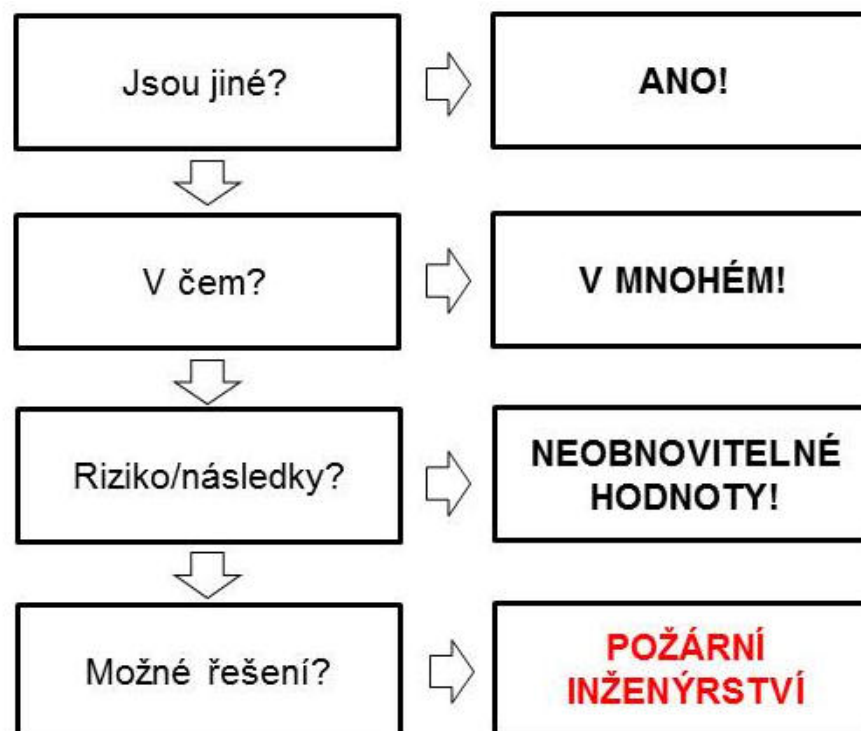 Jsou jiné?
ANO!
V čem?
V MNOHÉM!
Riziko/následky?
NEOBNOVITELNÉ
HODNOTY!
Možné řešení?
POŽÁRNÍ
INŽENÝRSTVÍ